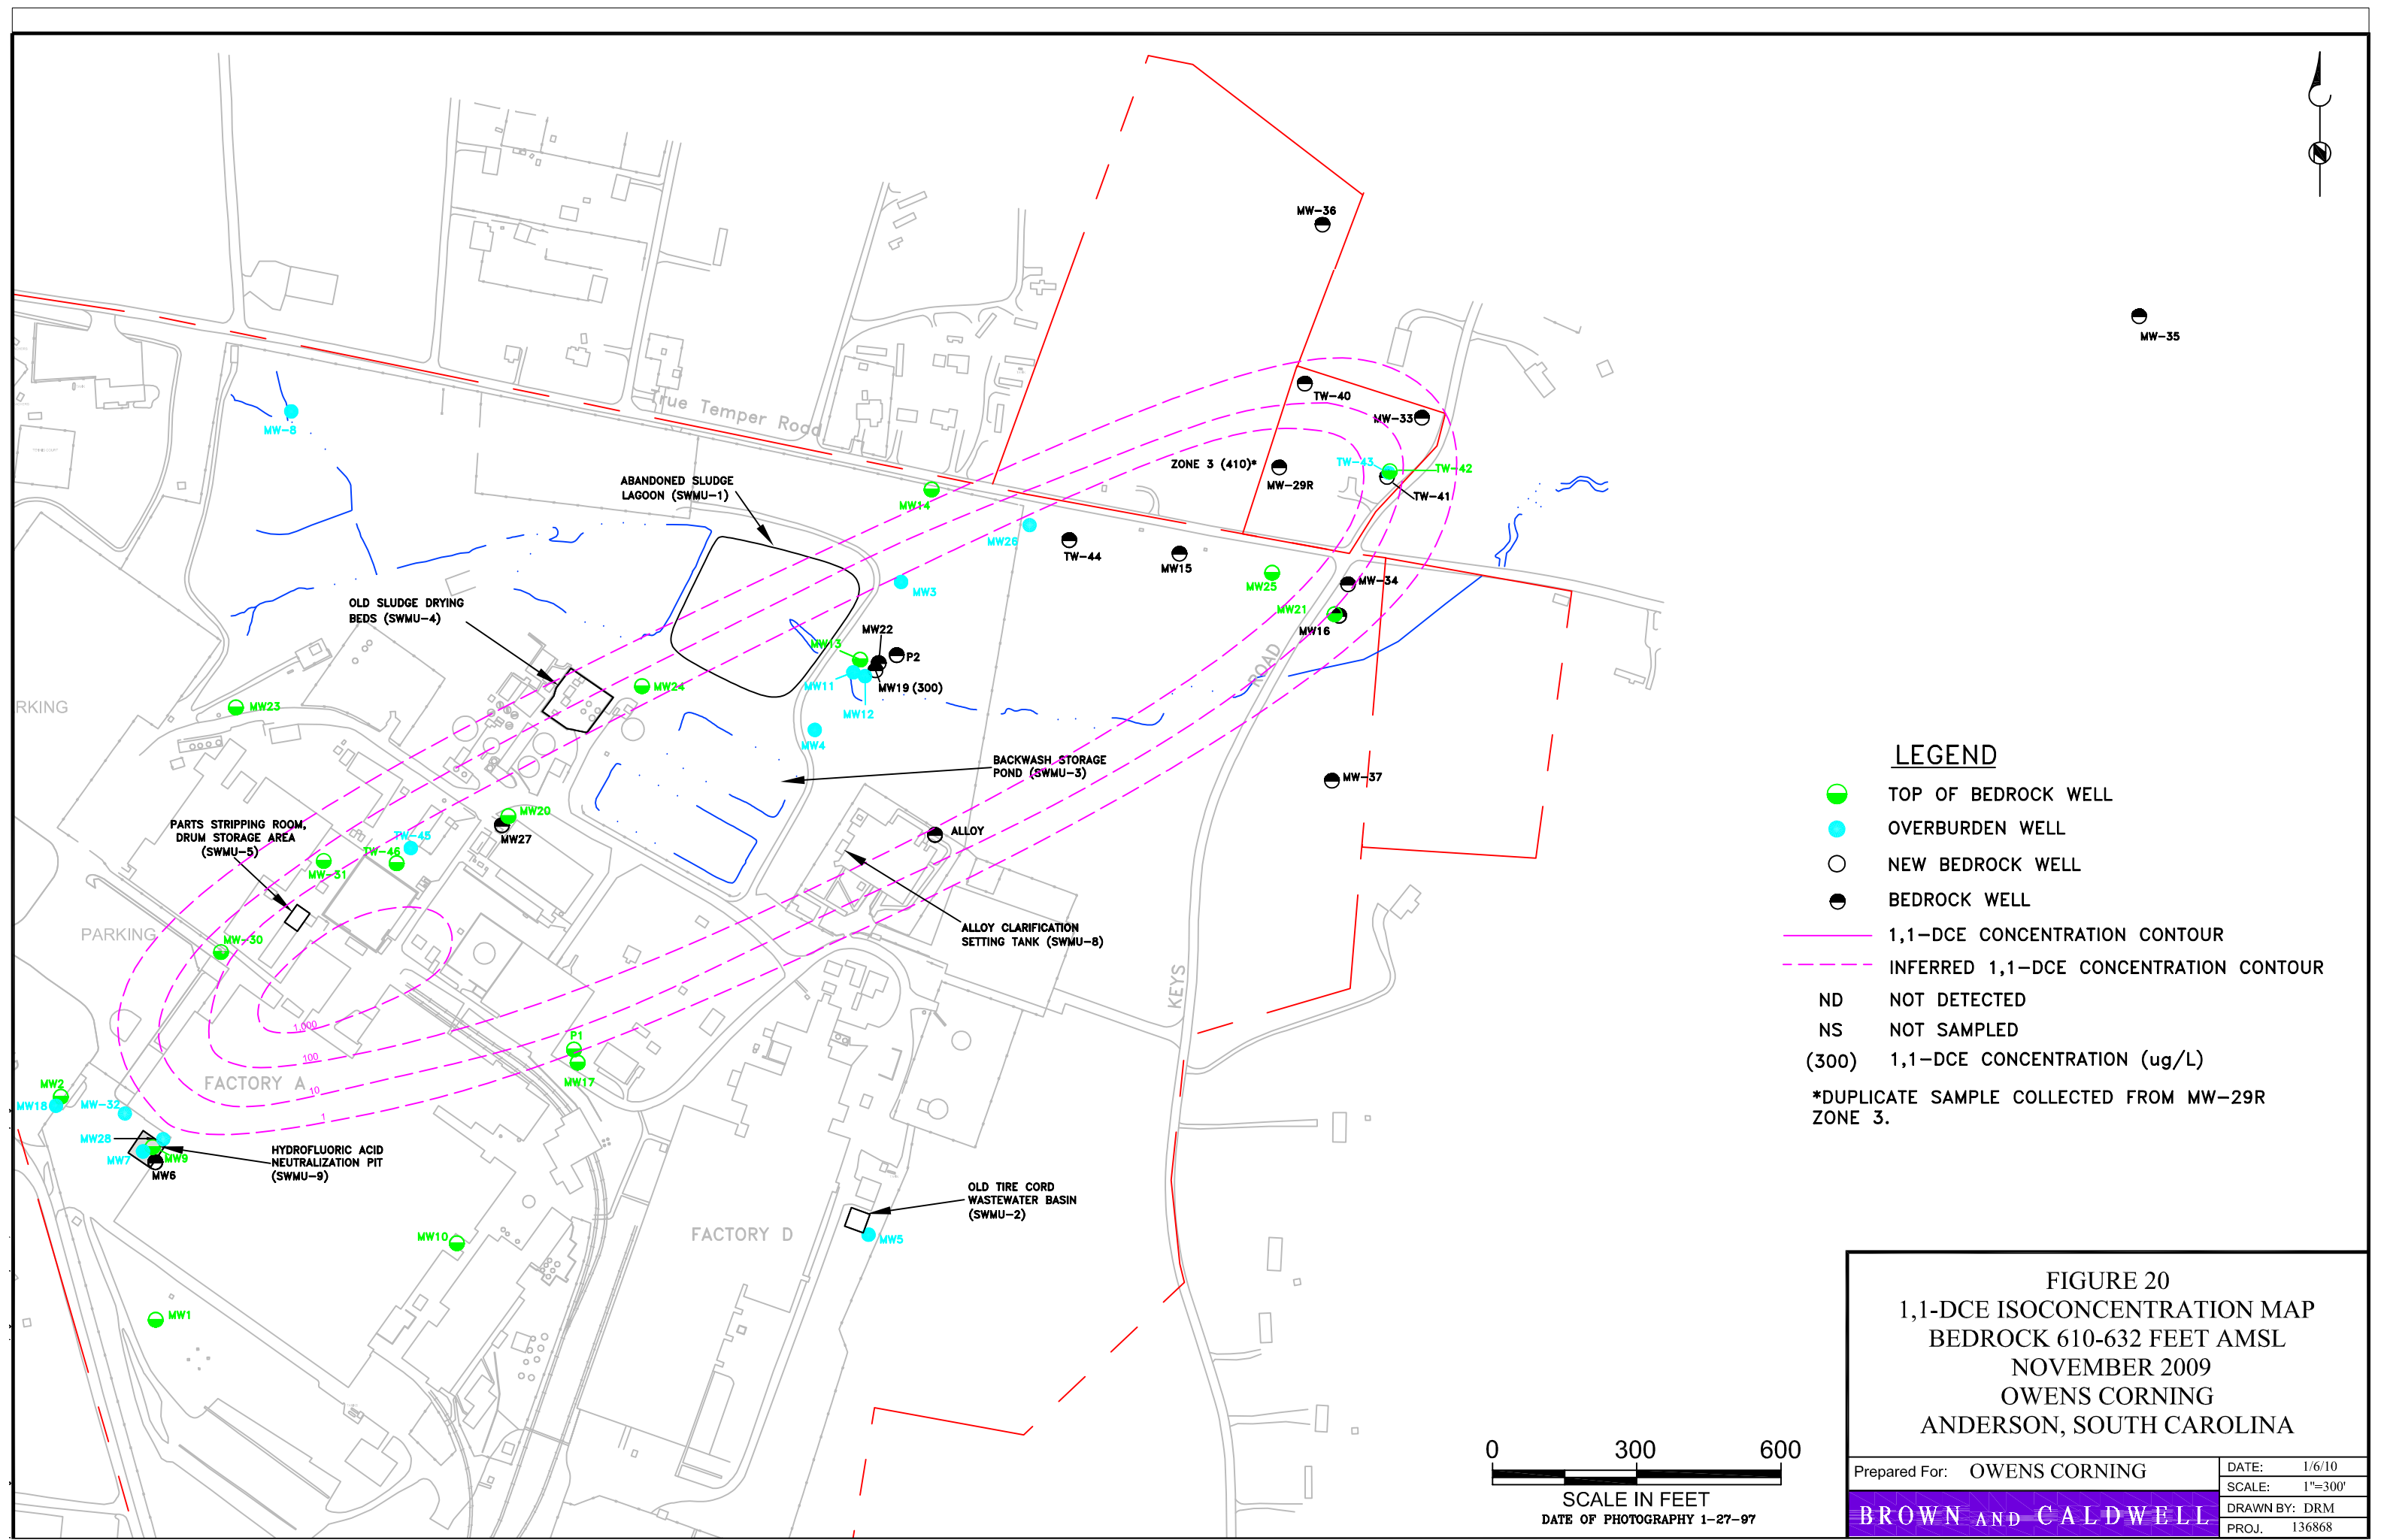 MW-36
MW-35
MW-8
True Temper Road
TW-40
MW-33
ZONE 3 (410)*
MW-29R
TW-43
TW-42
TW-41
ABANDONED SLUDGE
LAGOON (SWMU-1)
MW14
MW26
TW-44
MW15
MW25
MW-34
MW21
MW16
MW3
OLD SLUDGE DRYING
BEDS (SWMU-4)
MW22
MW13
P2
MW11
MW19 (300)
MW12
MW24
MW4
ROAD
RKING
MW23
BACKWASH STORAGE
POND (SWMU-3)
MW-37
MW20
MW27
PARTS STRIPPING ROOM,
DRUM STORAGE AREA
(SWMU-5)
TW-45
TW-46
MW-31
ALLOY
ALLOY CLARIFICATION
SETTING TANK (SWMU-8)
PARKING
MW-30
KEYS
1,000
100
10
1
P1
MW17
FACTORY A
MW2
MW18
MW-32
MW28
MW7
MW9
MW6
HYDROFLUORIC ACID
NEUTRALIZATION PIT
(SWMU-9)
OLD TIRE CORD
WASTEWATER BASIN
(SWMU-2)
MW5
FACTORY D
MW10
MW1
N
LEGEND
TOP OF BEDROCK WELL
OVERBURDEN WELL
NEW BEDROCK WELL
BEDROCK WELL
1,1-DCE CONCENTRATION CONTOUR
INFERRED 1,1-DCE CONCENTRATION CONTOUR
ND NOT DETECTED
NS NOT SAMPLED
(300) 1,1-DCE CONCENTRATION (ug/L)
*DUPLICATE SAMPLE COLLECTED FROM MW-29R
ZONE 3.
0 300 600
SCALE IN FEET
DATE OF PHOTOGRAPHY 1-27-97
FIGURE 20
1,1-DCE ISOCONCENTRATION MAP
BEDROCK 610-632 FEET AMSL
NOVEMBER 2009
OWENS CORNING
ANDERSON, SOUTH CAROLINA
Prepared For: OWENS CORNING
BROWN AND CALDWELL
DATE: 1/6/10
SCALE: 1"=300'
DRAWN BY: DRM
PROJ. 136868